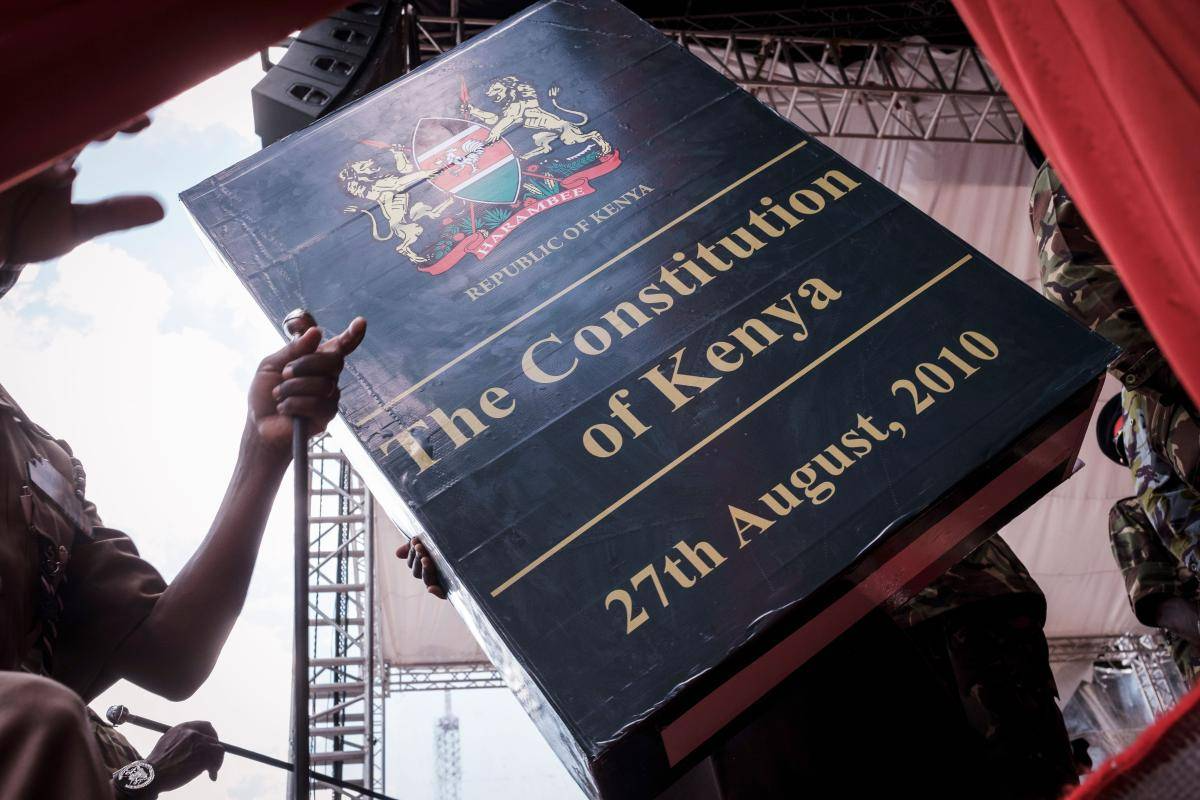 HARAMBEE
REPUBLIC OF KENYA
The Constitution
of Kenya
27th August, 2010